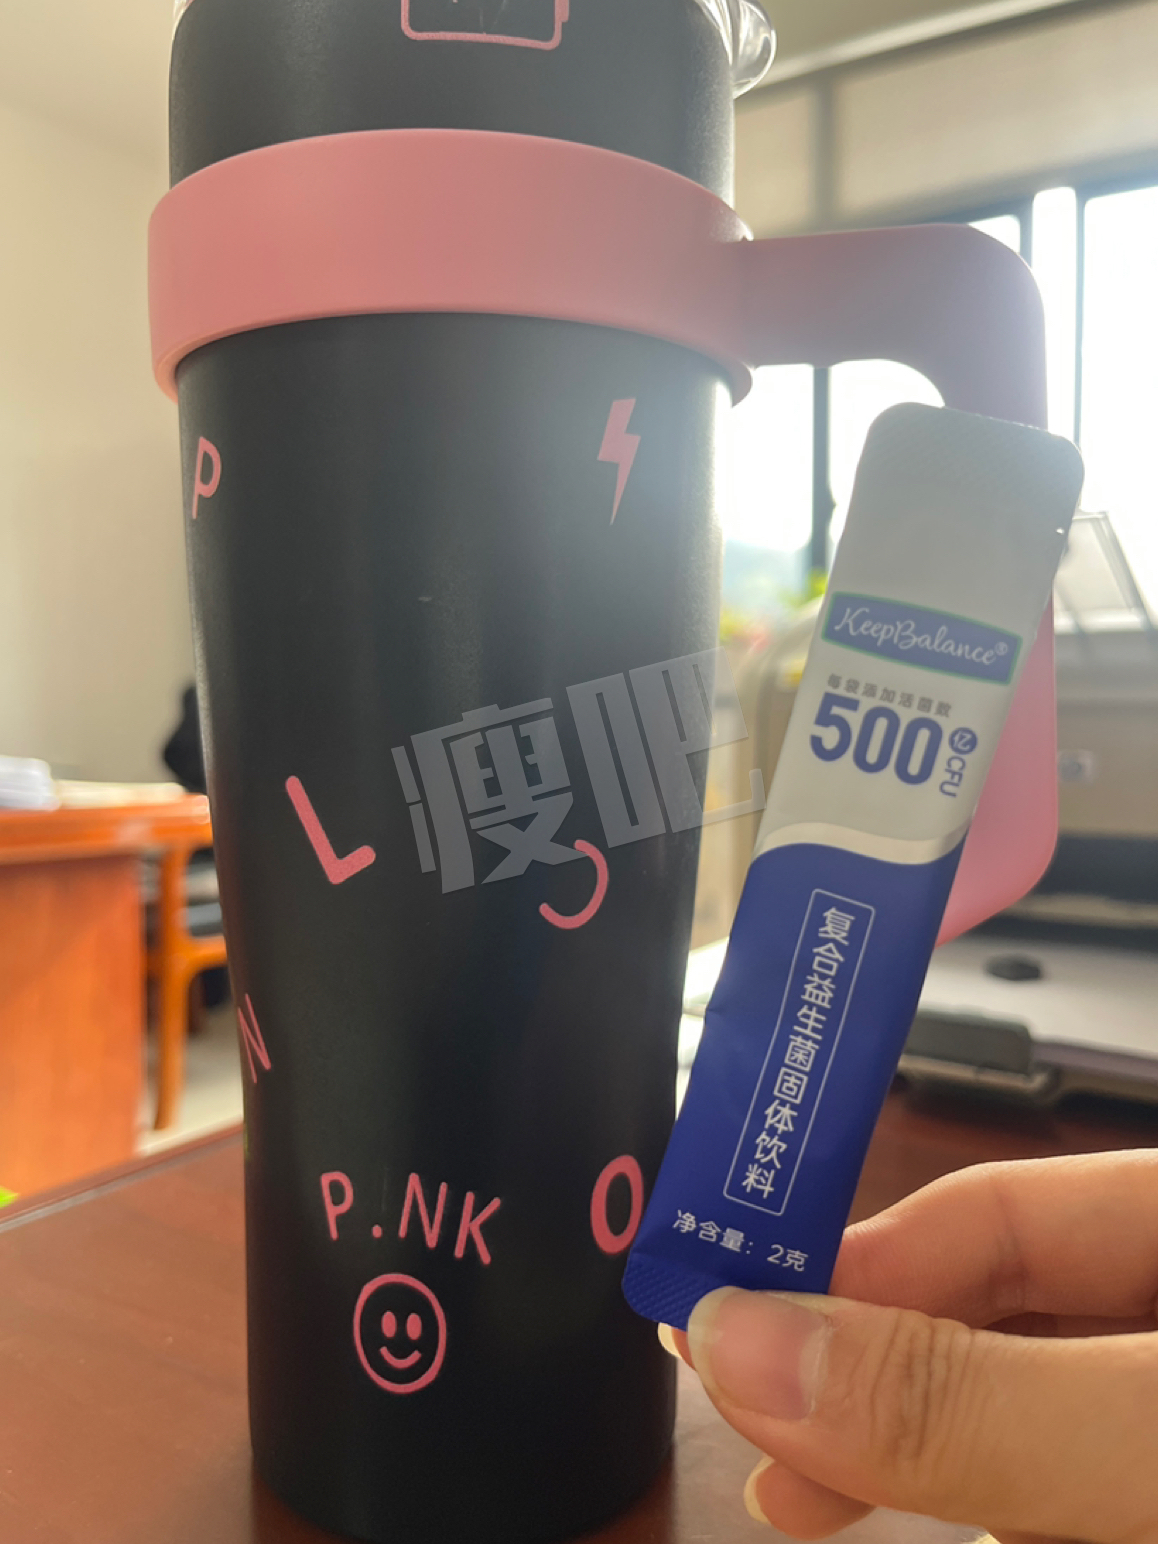 P
L
N
P.NK
O
瘦吧
KeepBalance®
每袋添加活菌数
500亿CFU
复合益生菌固体饮料
净含量：2克